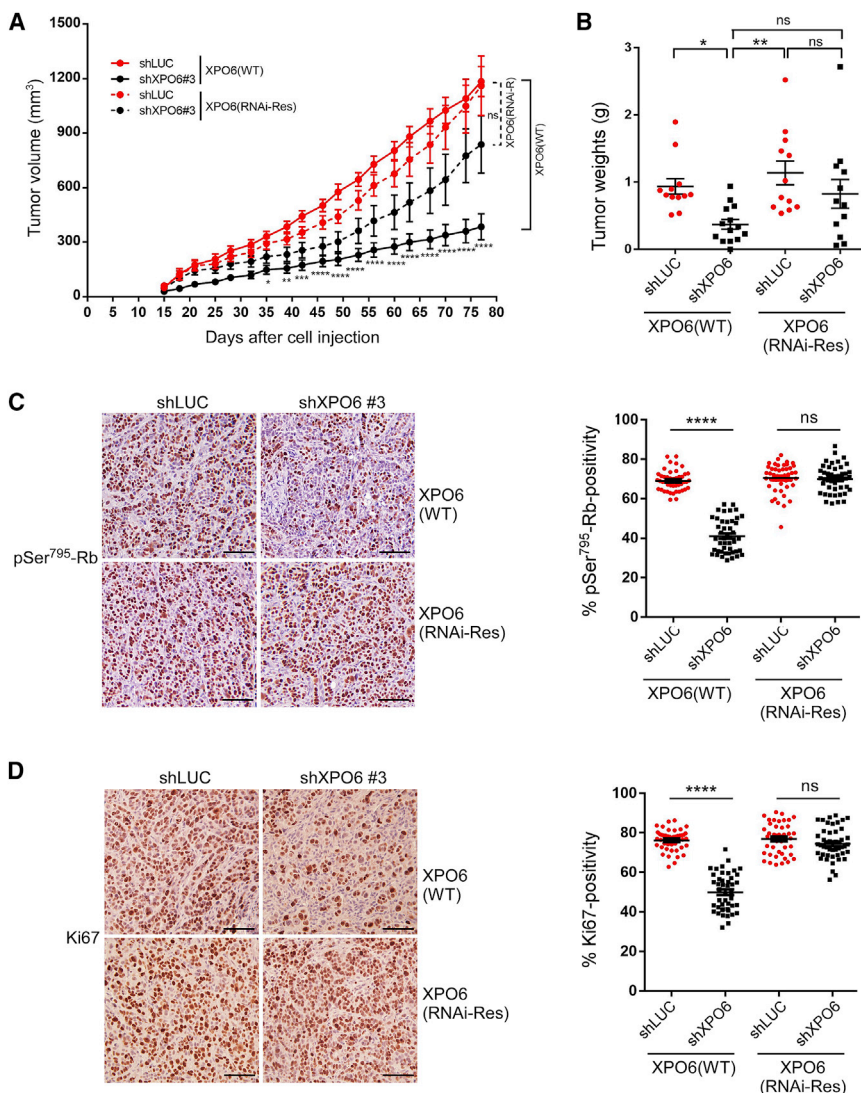 A
1500
1200
900
600
300
0
Tumor volume (mm³)
shLUC
shXPO6#3
XPO6(WT)
shLUC
shXPO6#3
XPO6(RNAi-Res)
ns
XPO6(RNAi-R)
XPO6(WT)
* ** *** **** **** **** **** **** **** **** **** **** ****
0 5 10 15 20 25 30 35 40 45 50 55 60 65 70 75 80
Days after cell injection
B
ns
* ** ns
3
2
1
0
Tumor weights (g)
shLUC shXPO6 shLUC shXPO6
XPO6(WT) XPO6
(RNAi-Res)
C
shLUC shXPO6 #3
pSer⁷⁹⁵-Rb
XPO6
(WT)
XPO6
(RNAi-Res)
**** ns
100
80
60
40
20
0
% pSer⁷⁹⁵-Rb-positivity
shLUC shXPO6 shLUC shXPO6
XPO6(WT) XPO6
(RNAi-Res)
D
shLUC shXPO6 #3
Ki67
XPO6
(WT)
XPO6
(RNAi-Res)
**** ns
100
80
60
40
20
0
% Ki67-positivity
shLUC shXPO6 shLUC shXPO6
XPO6(WT) XPO6
(RNAi-Res)